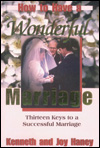 How to Have a
Wonderful
Marriage
Thirteen Keys to a
Successful Marriage
Kenneth and Joy Haney